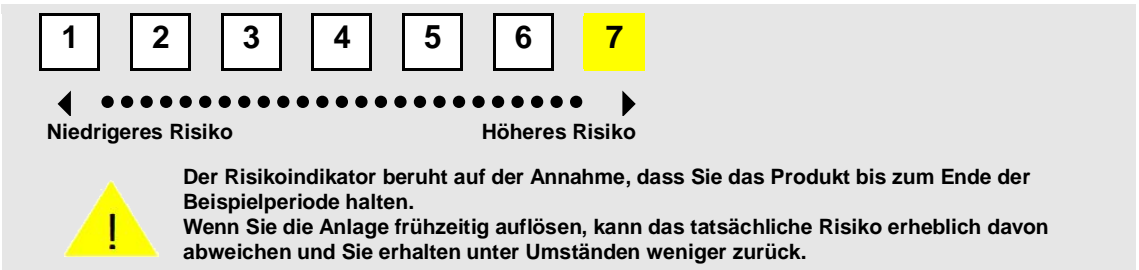 1 2 3 4 5 6 7
Niedrigeres Risiko Höheres Risiko
Der Risikoindikator beruht auf der Annahme, dass Sie das Produkt bis zum Ende der
Beispielperiode halten.
Wenn Sie die Anlage frühzeitig auflösen, kann das tatsächliche Risiko erheblich davon
abweichen und Sie erhalten unter Umständen weniger zurück.
!